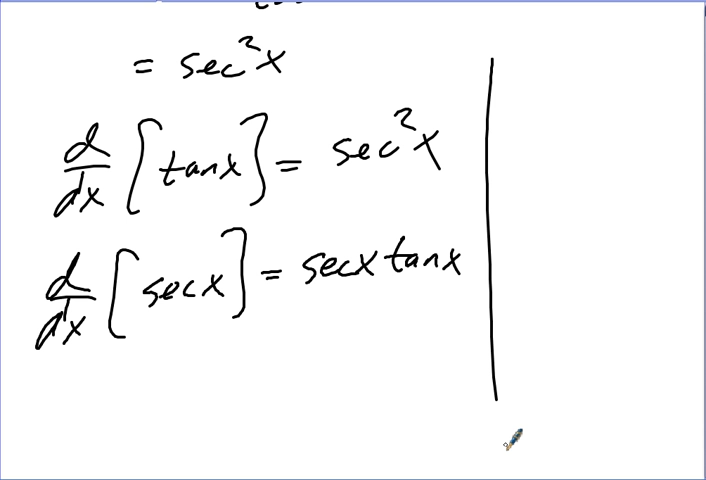 = sec²x
d/dx [tanx] = sec²x
d/dx [secx] = secx tanx